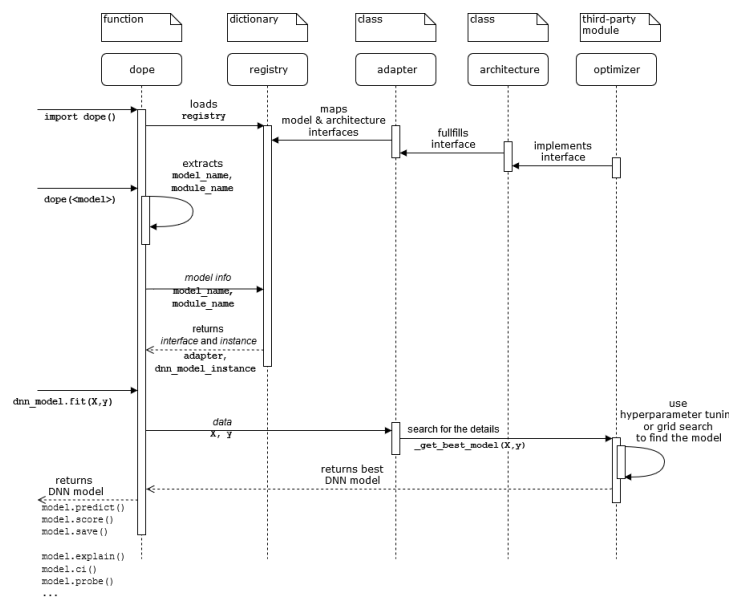 function
dictionary
class
class
third-party
module
dope
registry
adapter
architecture
optimizer
import dope()
loads
registry
maps
model & architecture
interfaces
fullfills
interface
implements
interface
extracts
model_name,
module_name
dope(<model>)
model info
model_name,
module_name
returns
interface and instance
adapter,
dnn_model_instance
dnn_model.fit(X,y)
data
X, y
search for the details
_get_best_model(X,y)
use
hyperparameter tunin
or grid search
to find the model
returns best
DNN model
returns
DNN model
model.predict()
model.score()
model.save()
model.explain()
model.ci()
model.probe()
...